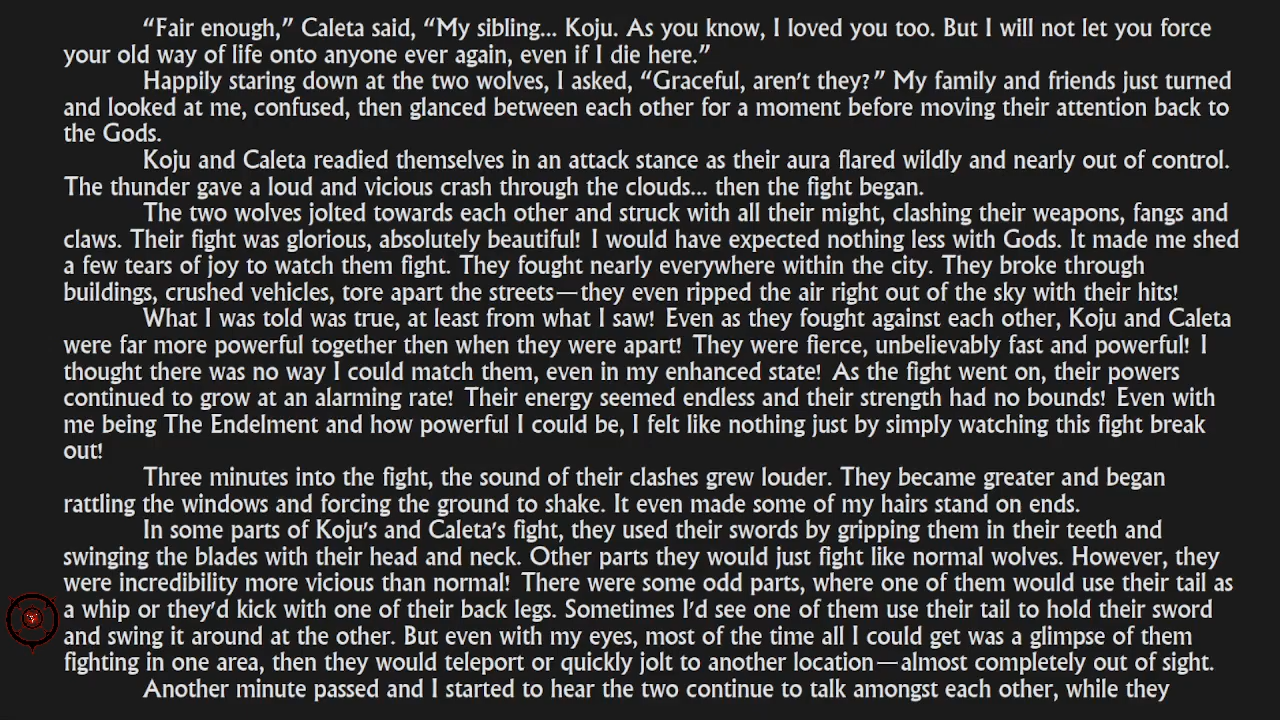 “Fair enough,” Caleta said, “My sibling... Koju. As you know, I loved you too. But I will not let you force
your old way of life onto anyone ever again, even if I die here.”
Happily staring down at the two wolves, I asked, “Graceful, aren’t they?” My family and friends just turned
and looked at me, confused, then glanced between each other for a moment before moving their attention back to
the Gods.
Koju and Caleta readied themselves in an attack stance as their aura flared wildly and nearly out of control.
The thunder gave a loud and vicious crash through the clouds... then the fight began.
The two wolves jolted towards each other and struck with all their might, clashing their weapons, fangs and
claws. Their fight was glorious, absolutely beautiful! I would have expected nothing less with Gods. It made me shed
a few tears of joy to watch them fight. They fought nearly everywhere within the city. They broke through
buildings, crushed vehicles, tore apart the streets—they even ripped the air right out of the sky with their hits!
What I was told was true, at least from what I saw! Even as they fought against each other, Koju and Caleta
were far more powerful together then when they were apart! They were fierce, unbelievably fast and powerful! I
thought there was no way I could match them, even in my enhanced state! As the fight went on, their powers
continued to grow at an alarming rate! Their energy seemed endless and their strength had no bounds! Even with
me being The Endelment and how powerful I could be, I felt like nothing just by simply watching this fight break
out!
Three minutes into the fight, the sound of their clashes grew louder. They became greater and began
rattling the windows and forcing the ground to shake. It even made some of my hairs stand on ends.
In some parts of Koju’s and Caleta’s fight, they used their swords by gripping them in their teeth and
swinging the blades with their head and neck. Other parts they would just fight like normal wolves. However, they
were incredibility more vicious than normal! There were some odd parts, where one of them would use their tail as
a whip or they’d kick with one of their back legs. Sometimes I’d see one of them use their tail to hold their sword
and swing it around at the other. But even with my eyes, most of the time all I could get was a glimpse of them
fighting in one area, then they would teleport or quickly jolt to another location—almost completely out of sight.
Another minute passed and I started to hear the two continue to talk amongst each other, while they